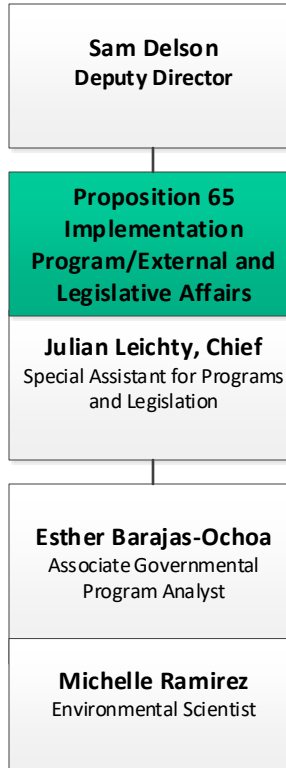 Sam Delson
Deputy Director
Proposition 65
Implementation
Program/External and
Legislative Affairs
Julian Leichty, Chief
Special Assistant for Programs
and Legislation
Esther Barajas-Ochoa
Associate Governmental
Program Analyst
Michelle Ramirez
Environmental Scientist